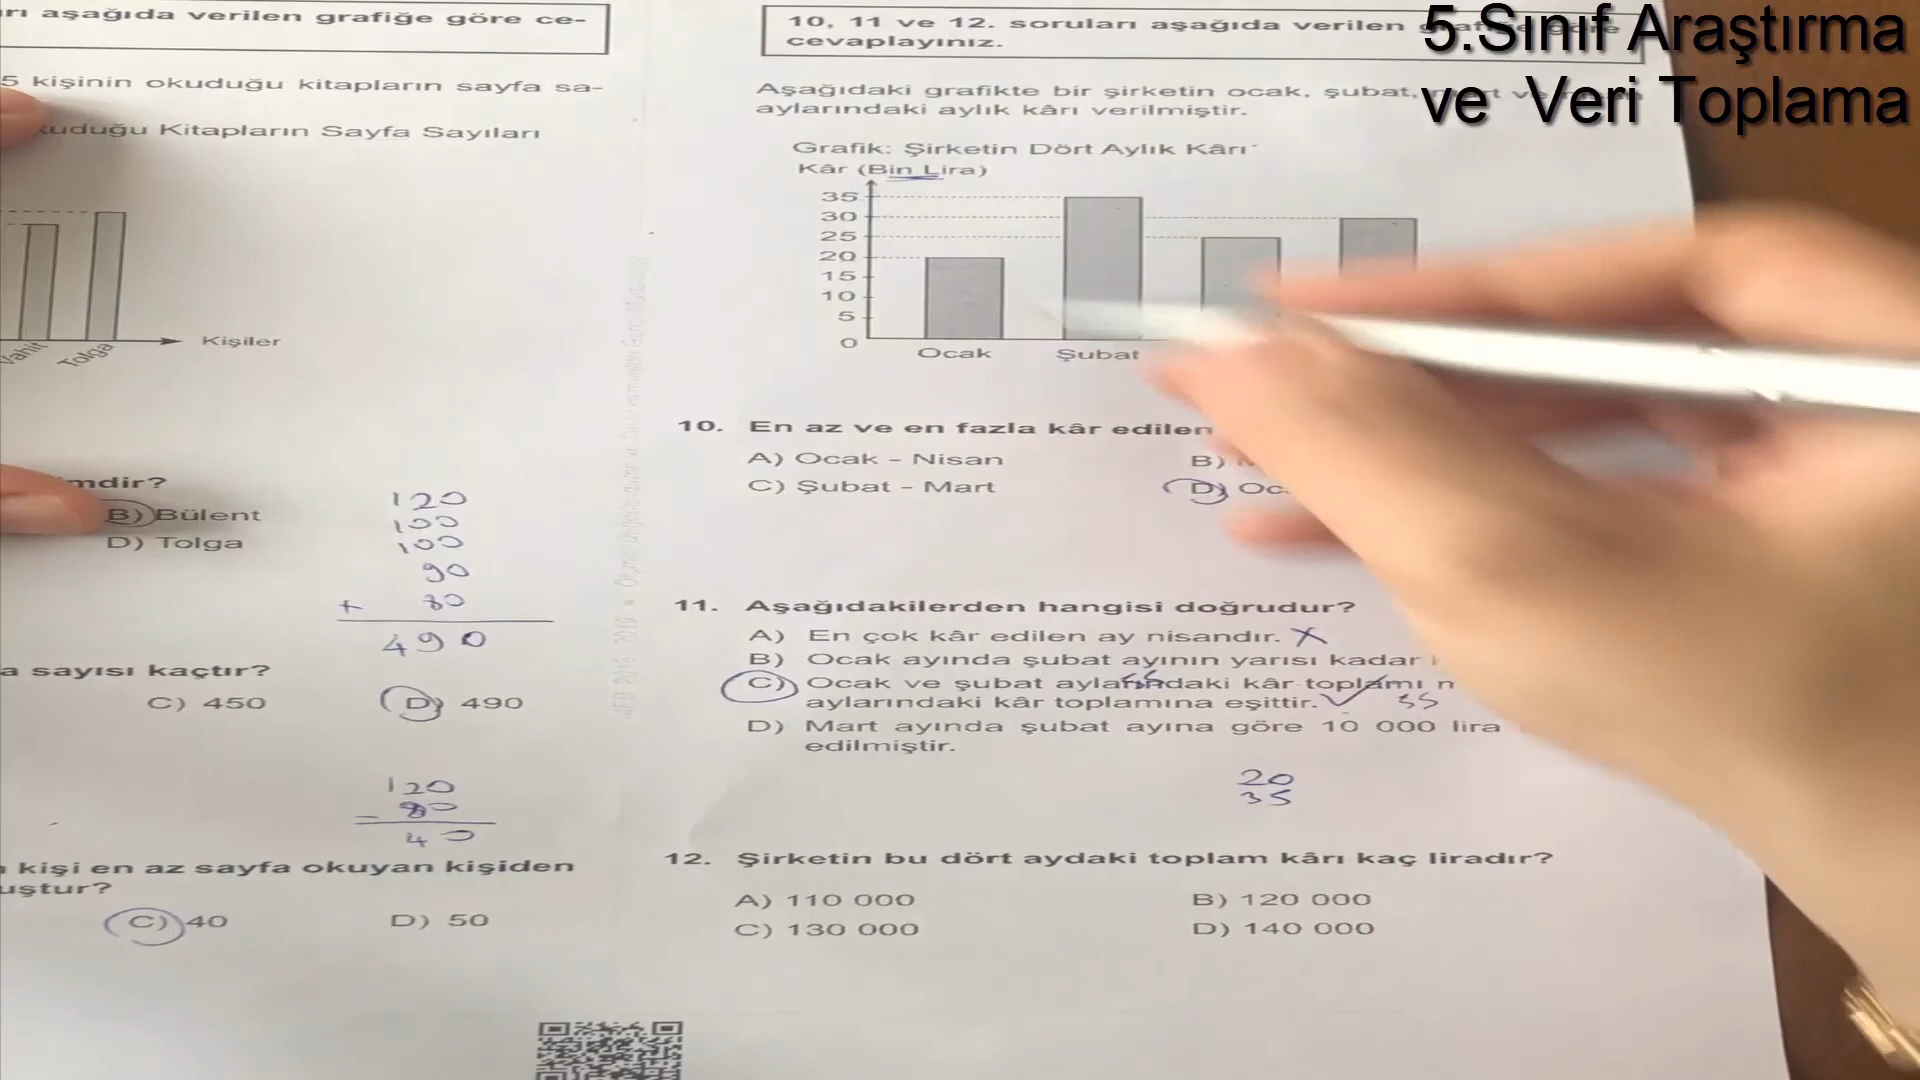 5.Sınıf Araştırma
ve Veri Toplama
rı aşağıda verilen grafiğe göre ce-
5 kişinin okuduğu kitapların sayfa sa-
kuduğu Kitapların Sayfa Sayıları
Vahit
Tolga
Kişiler
mdir?
B) Bülent
D) Tolga
120
100
100
90
+ 80
490
a sayısı kaçtır?
C) 450
D) 490
120
- 80
40
kişi en az sayfa okuyan kişiden
uştur?
C) 40
D) 50
10, 11 ve 12. soruları aşağıda verilen grafiğe göre
cevaplayınız.
Aşağıdaki grafikte bir şirketin ocak, şubat,
aylarındaki aylık kârı verilmiştir.
Grafik: Şirketin Dört Aylık Kârı
Kâr (Bin Lira)
35
30
25
20
15
10
5
0
Ocak
Şubat
10. En az ve en fazla kâr edilen
A) Ocak - Nisan
B)
C) Şubat - Mart
D) Oc
11. Aşağıdakilerden hangisi doğrudur?
A) En çok kâr edilen ay nisandır.
B) Ocak ayında şubat ayının yarısı kadar
C) Ocak ve şubat aylarındaki kâr toplamı
55
aylarındaki kâr toplamına eşittir.
55
D) Mart ayında şubat ayına göre 10 000 lira
edilmiştir.
20
35
12. Şirketin bu dört aydaki toplam kârı kaç liradır?
A) 110 000
B) 120 000
C) 130 000
D) 140 000